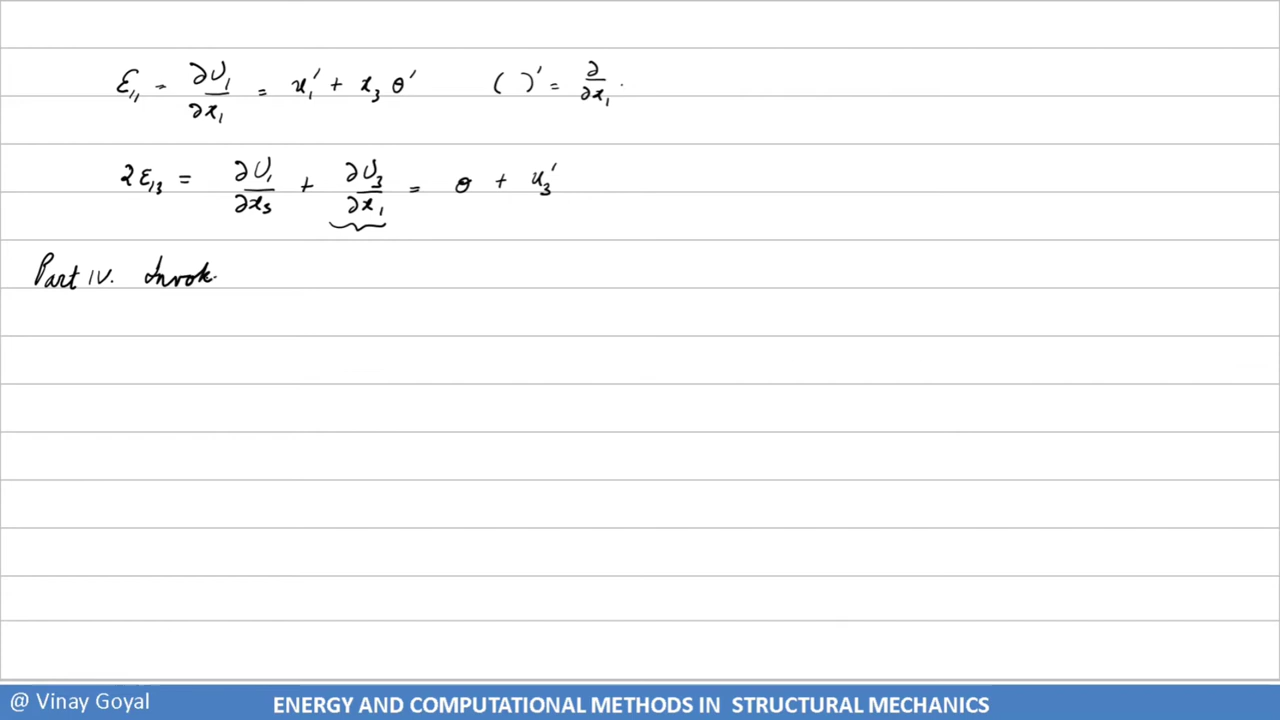 ε₁₁ = ∂U₁/∂x₁ = u₁′ + x₃ θ′ ( )′ = ∂/∂x₁
2ε₁₃ = ∂U₁/∂x₃ + ∂U₃/∂x₁ = θ + u₃′
Part IV. Invok
@ Vinay Goyal
ENERGY AND COMPUTATIONAL METHODS IN STRUCTURAL MECHANICS